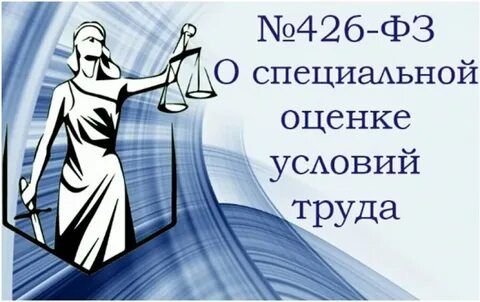 №426-ФЗ
О специальной
оценке
условий
труда